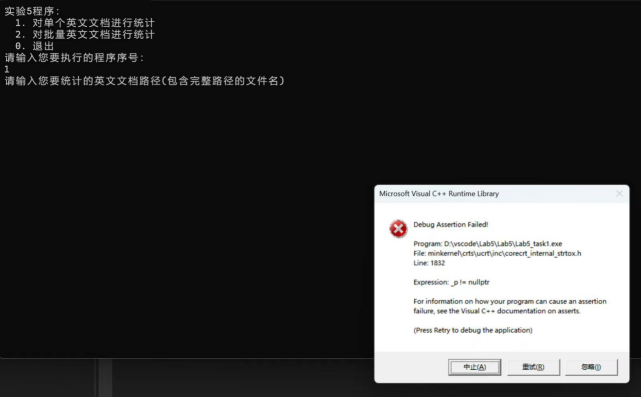 实验5程序:
1. 对单个英文文档进行统计
2. 对批量英文文档进行统计
0. 退出
请输入您要执行的程序序号:
1
请输入您要统计的英文文档路径(包含完整路径的文件名)
Microsoft Visual C++ Runtime Library
Debug Assertion Failed!
Program: D:\vscode\Lab5\Lab5\Lab5_task1.exe
File: minkernel\crts\ucrt\inc\corecrt_internal_strtox.h
Line: 1832
Expression: _p != nullptr
For information on how your program can cause an assertion
failure, see the Visual C++ documentation on asserts.
(Press Retry to debug the application)
中止(A)
重试(R)
忽略(I)